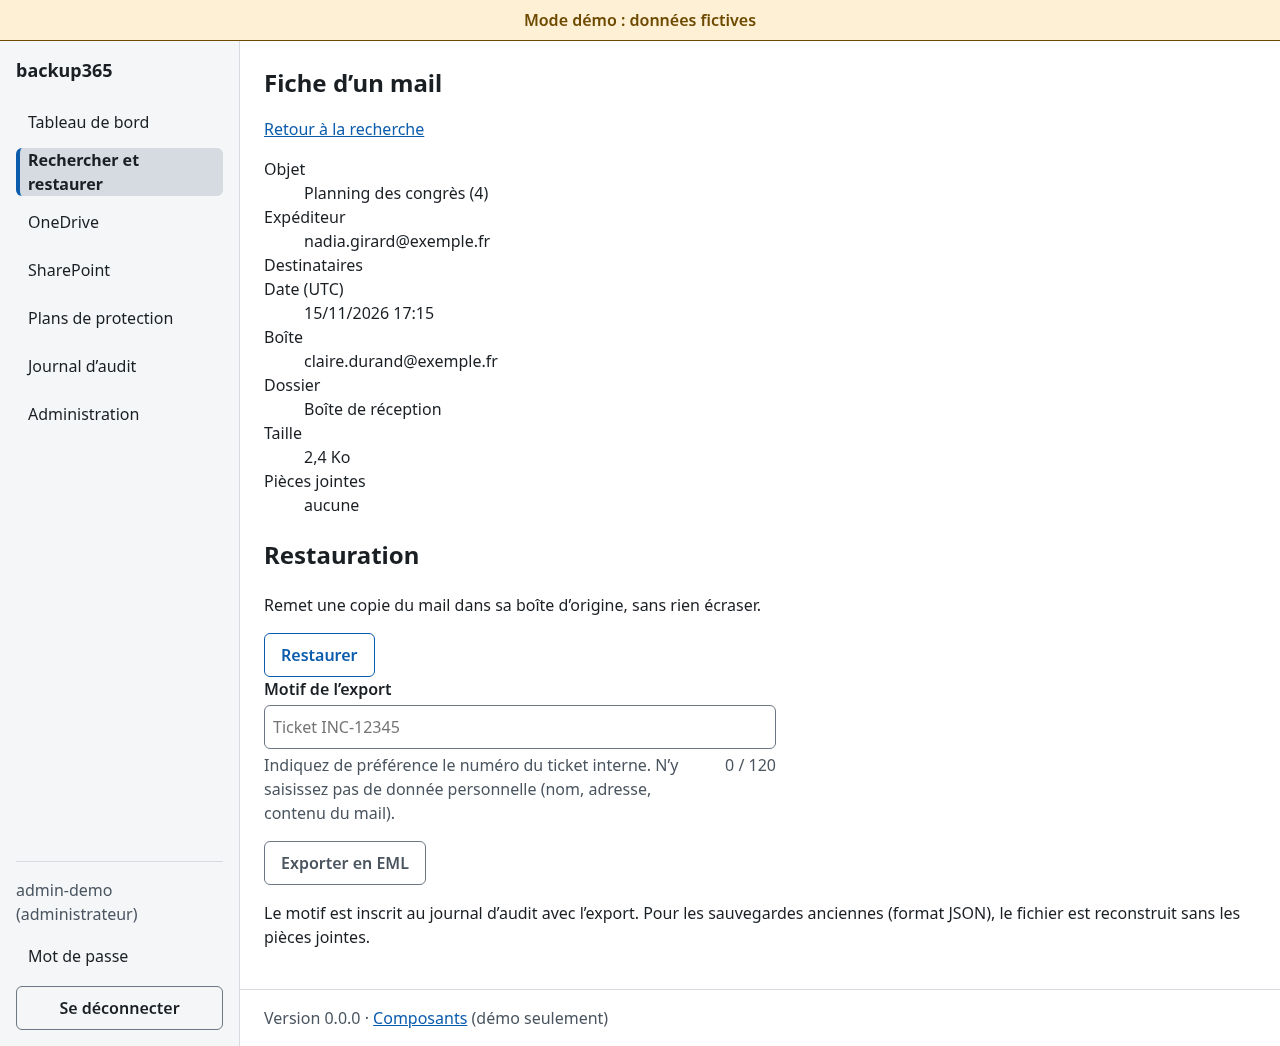 Mode démo : données fictives
backup365
Tableau de bord
Rechercher et
restaurer
OneDrive
SharePoint
Plans de protection
Journal d’audit
Administration
admin-demo
(administrateur)
Mot de passe
Se déconnecter
Fiche d’un mail
Retour à la recherche
Objet
Planning des congrès (4)
Expéditeur
nadia.girard@exemple.fr
Destinataires
Date (UTC)
15/11/2026 17:15
Boîte
claire.durand@exemple.fr
Dossier
Boîte de réception
Taille
2,4 Ko
Pièces jointes
aucune
Restauration
Remet une copie du mail dans sa boîte d’origine, sans rien écraser.
Restaurer
Motif de l’export
Ticket INC-12345
Indiquez de préférence le numéro du ticket interne. N’y 0 / 120
saisissez pas de donnée personnelle (nom, adresse,
contenu du mail).
Exporter en EML
Le motif est inscrit au journal d’audit avec l’export. Pour les sauvegardes anciennes (format JSON), le fichier est reconstruit sans les
pièces jointes.
Version 0.0.0 · Composants (démo seulement)